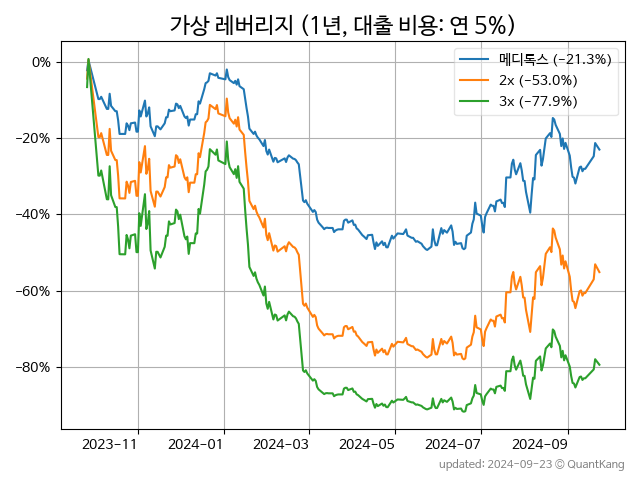 가상 레버리지 (1년, 대출 비용: 연 5%)
메디톡스 (−21.3%)
2x (−53.0%)
3x (−77.9%)
0%
−20%
−40%
−60%
−80%
2023-11 2024-01 2024-03 2024-05 2024-07 2024-09
updated: 2024-09-23 © QuantKang